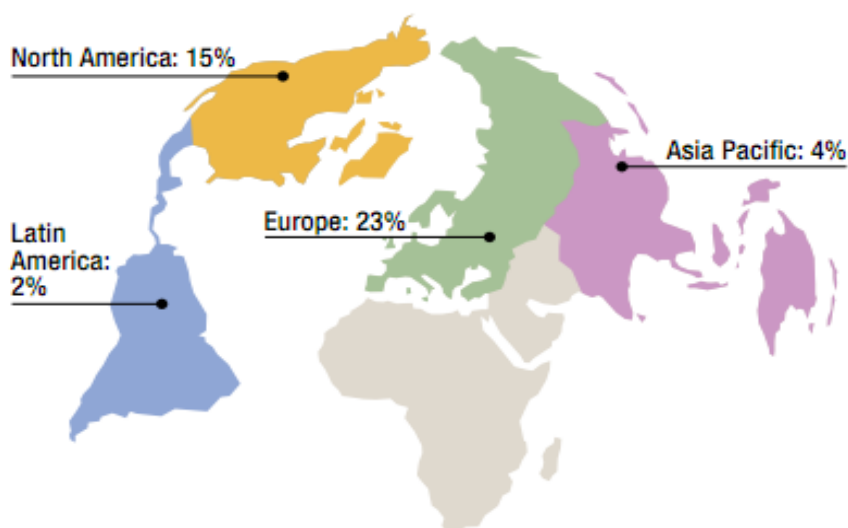 North America: 15%
Asia Pacific: 4%
Europe: 23%
Latin
America:
2%